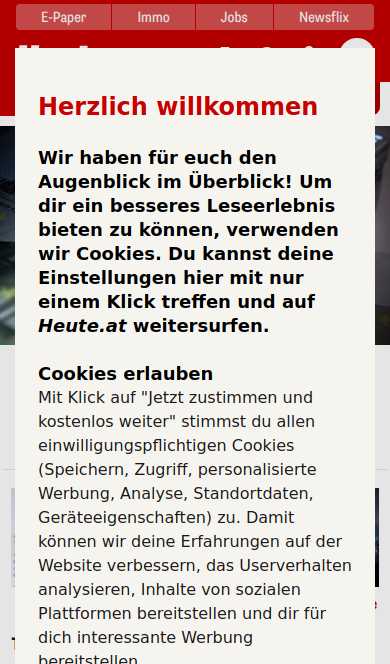 E-Paper Immo Jobs Newsflix
Herzlich willkommen
Wir haben für euch den
Augenblick im Überblick! Um
dir ein besseres Leseerlebnis
bieten zu können, verwenden
wir Cookies. Du kannst deine
Einstellungen hier mit nur
einem Klick treffen und auf
Heute.at weitersurfen.
Cookies erlauben
Mit Klick auf "Jetzt zustimmen und
kostenlos weiter" stimmst du allen
einwilligungspflichtigen Cookies
(Speichern, Zugriff, personalisierte
Werbung, Analyse, Standortdaten,
Geräteeigenschaften) zu. Damit
können wir deine Erfahrungen auf der
Website verbessern, das Userverhalten
analysieren, Inhalte von sozialen
Plattformen bereitstellen und dir für
dich interessante Werbung
bereitstellen